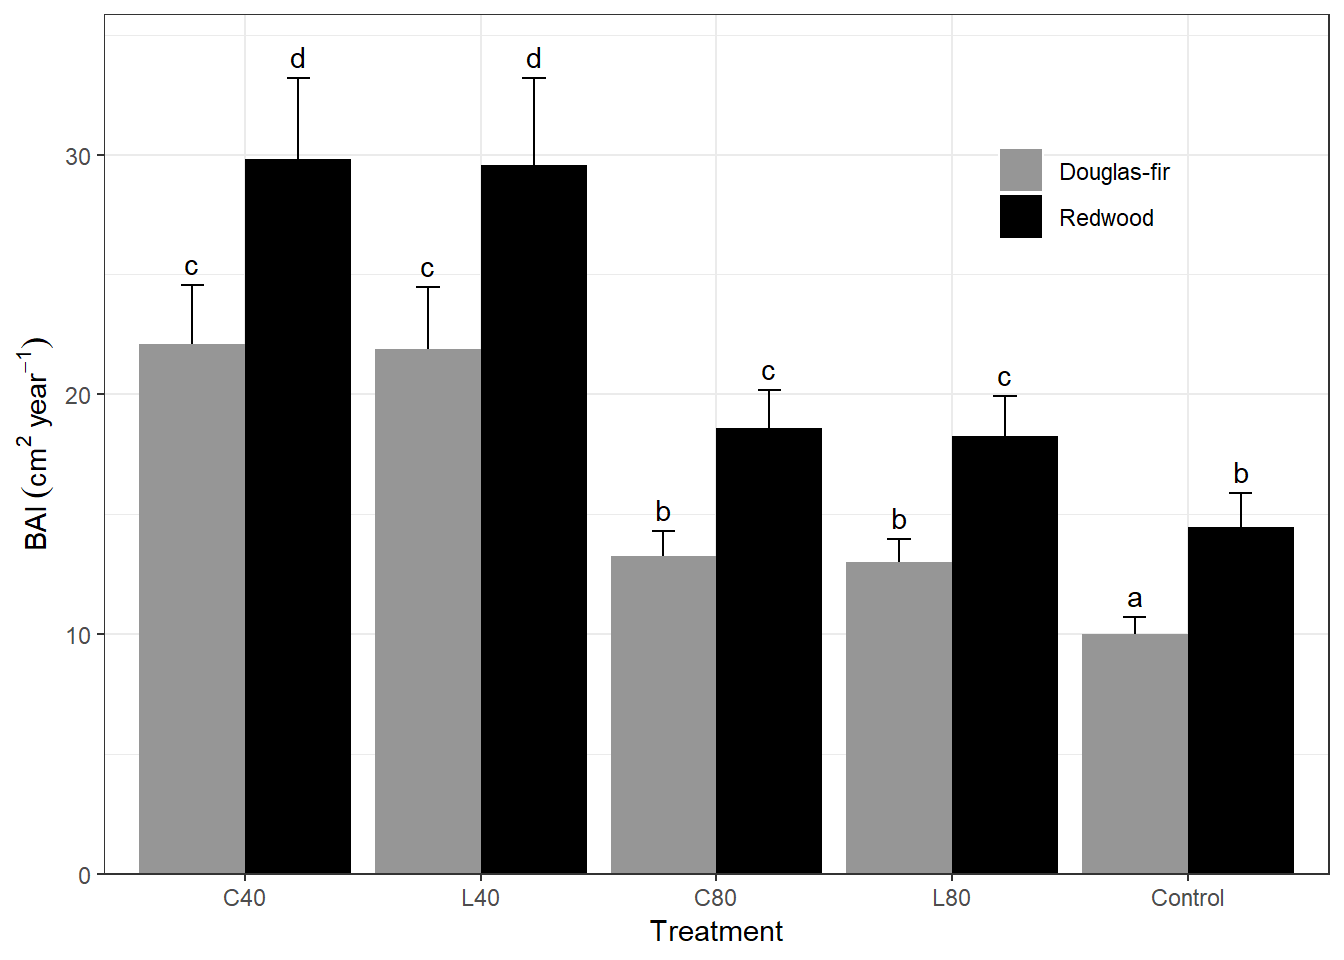 d d
30
Douglas-fir
Redwood
c c
c c
20
b
b b
a
10
0
C40 L40 C80 L80 Control
Treatment
BAI (cm² year⁻¹)